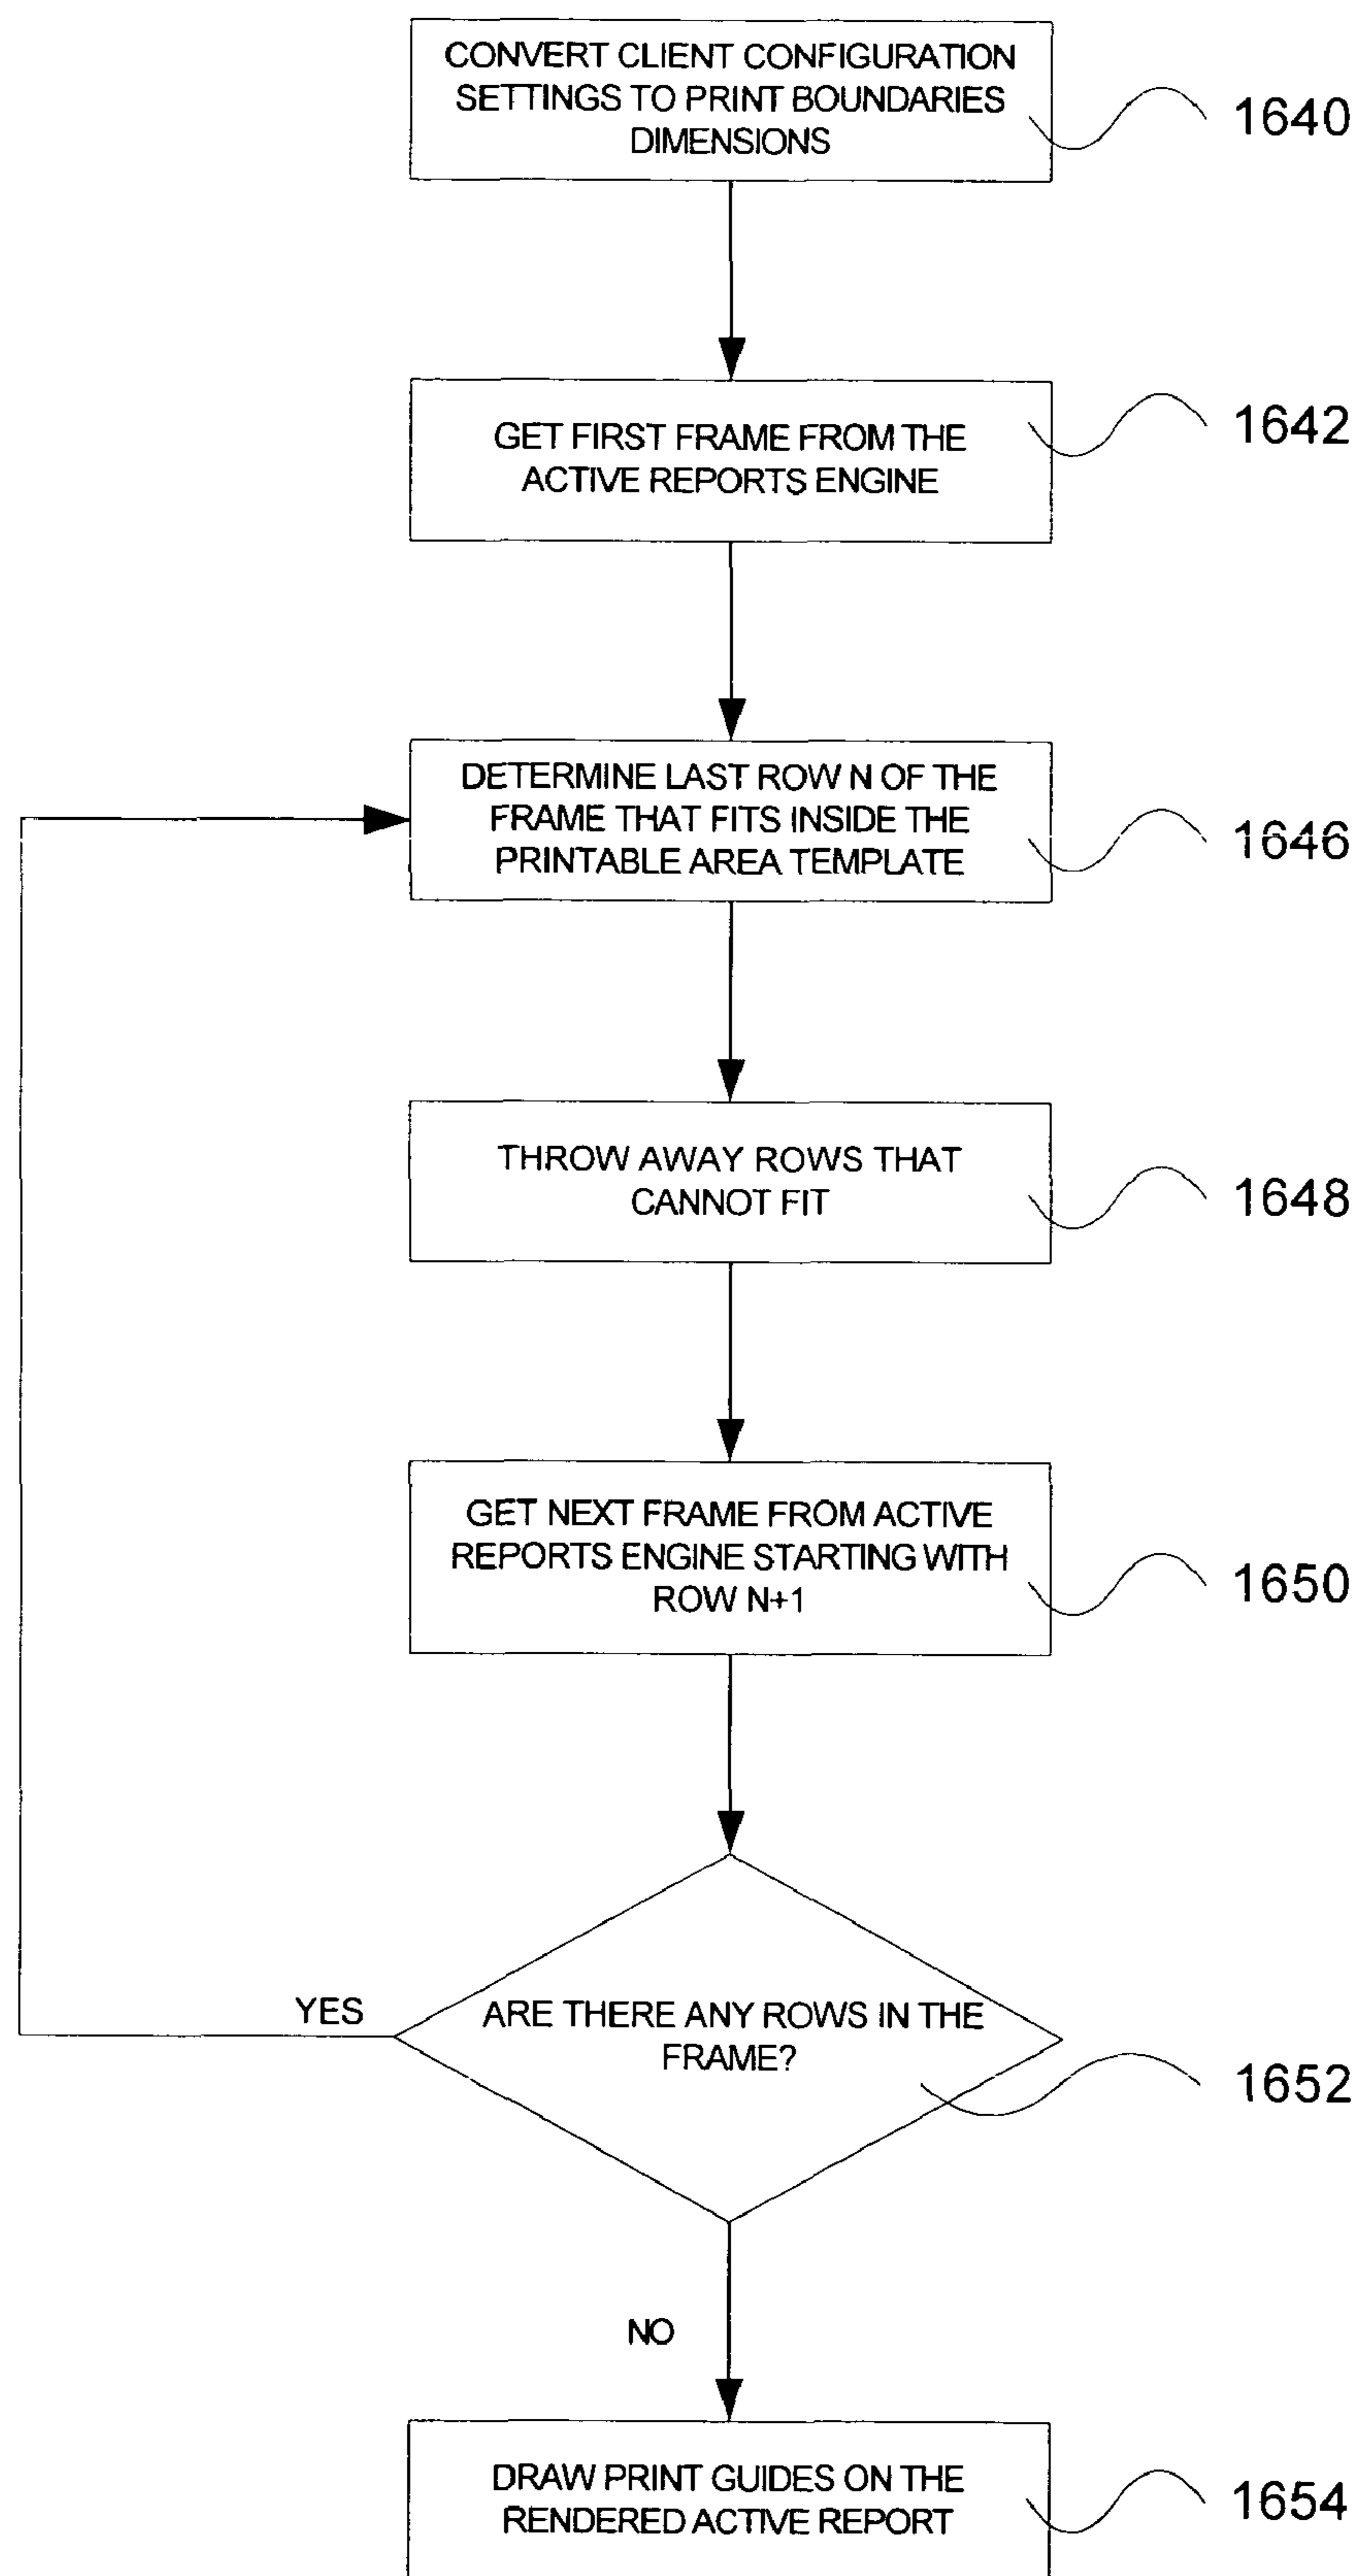 CONVERT CLIENT CONFIGURATION
SETTINGS TO PRINT BOUNDARIES
DIMENSIONS
1640
GET FIRST FRAME FROM THE
ACTIVE REPORTS ENGINE
1642
DETERMINE LAST ROW N OF THE
FRAME THAT FITS INSIDE THE
PRINTABLE AREA TEMPLATE
1646
THROW AWAY ROWS THAT
CANNOT FIT
1648
GET NEXT FRAME FROM ACTIVE
REPORTS ENGINE STARTING WITH
ROW N+1
1650
YES
ARE THERE ANY ROWS IN THE
FRAME?
1652
NO
DRAW PRINT GUIDES ON THE
RENDERED ACTIVE REPORT
1654